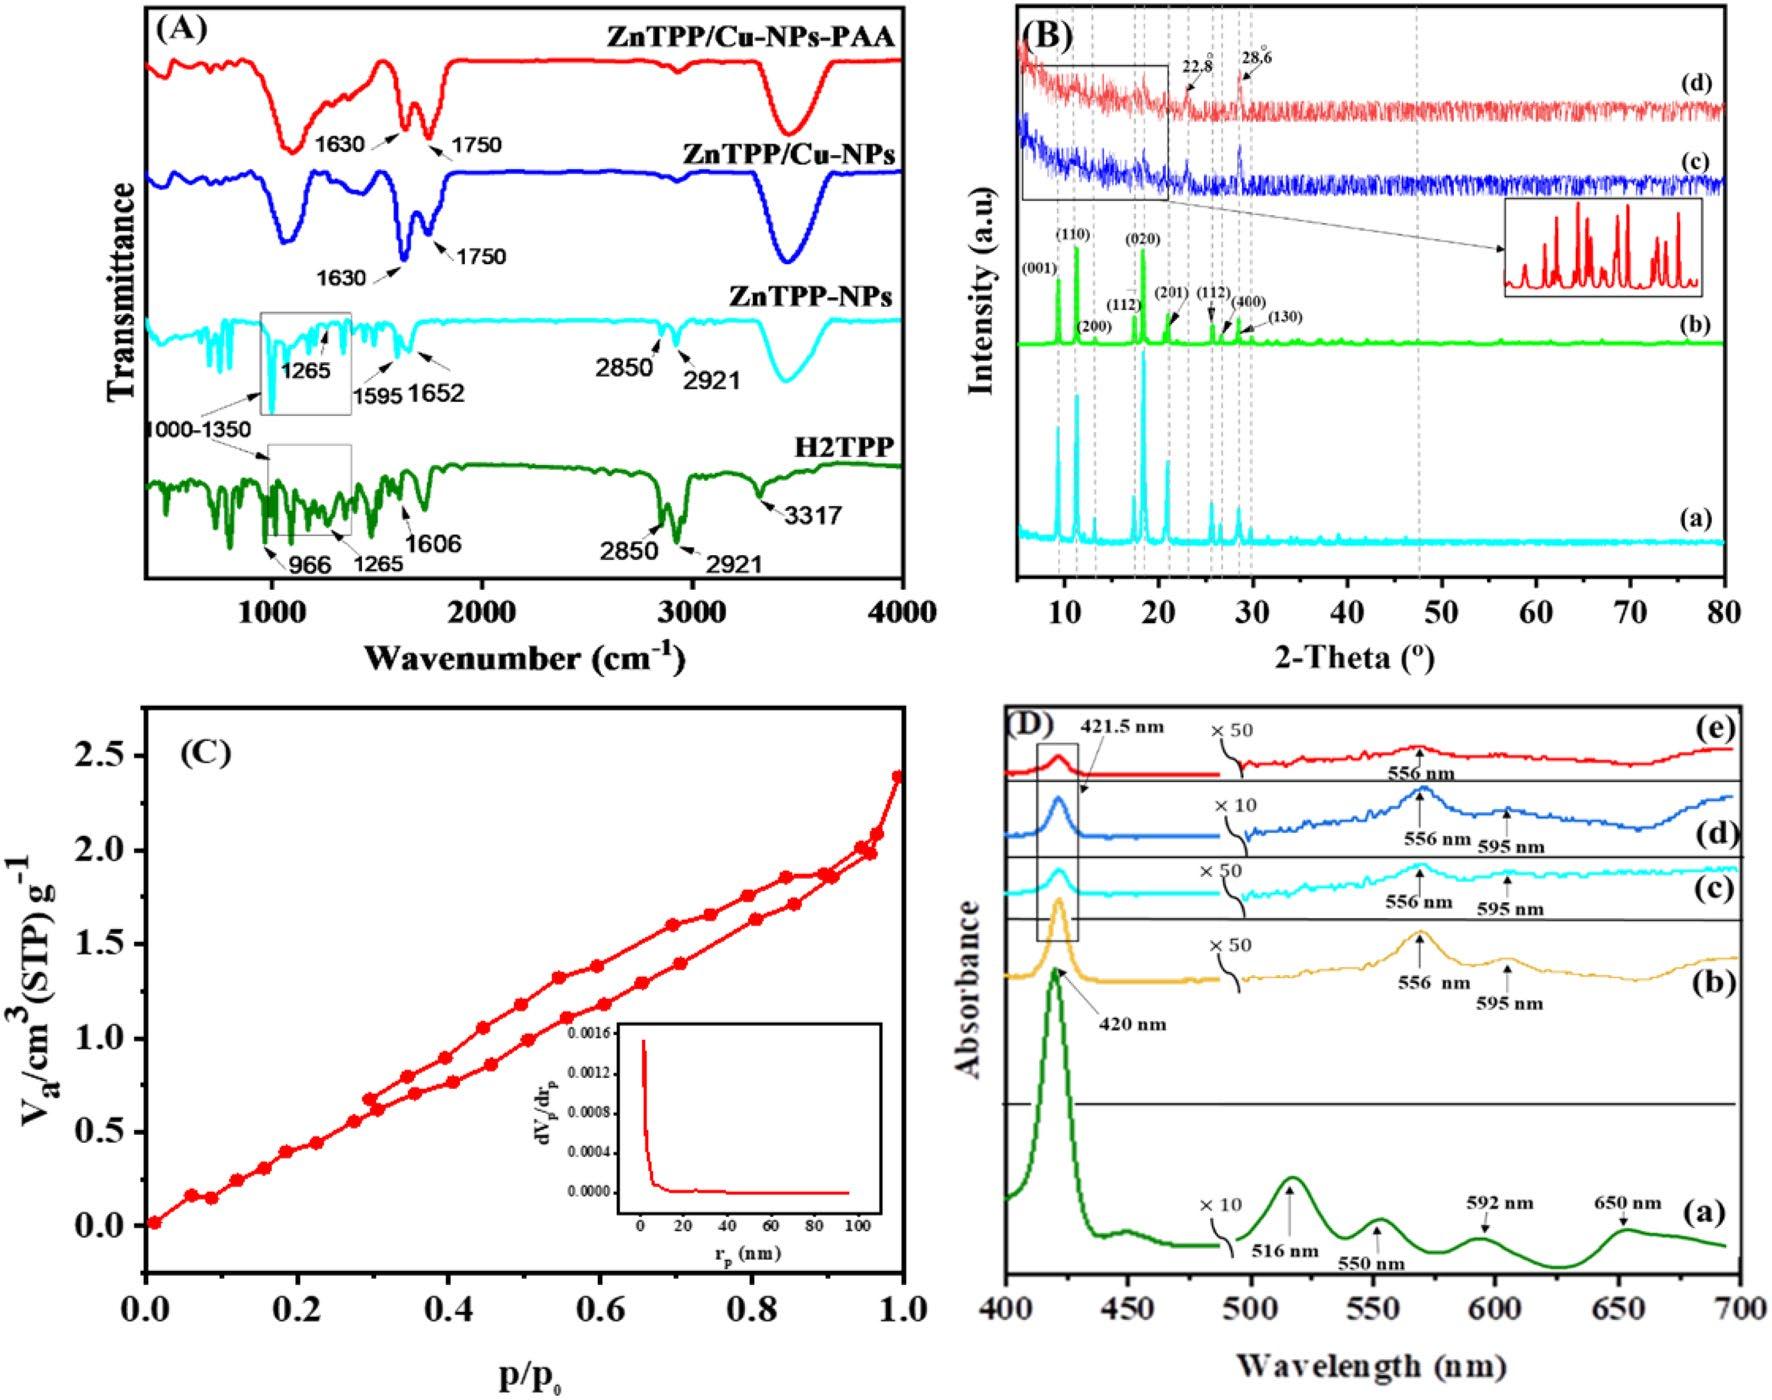 (A)
ZnTPP/Cu-NPs-PAA
1630
1750
ZnTPP/Cu-NPs
1630
1750
ZnTPP-NPs
1265
1595
1652
2850
2921
1000-1350
H2TPP
966
1265
1606
2850
2921
3317
Transmittance
1000
2000
3000
4000
Wavenumber (cm⁻¹)
(B)
22.8°
28.6°
(d)
(c)
(001)
(110)
(200)
(112̄)
(020)
(201)
(112)
(400)
(130)
(b)
(a)
Intensity (a.u.)
10
20
30
40
50
60
70
80
2-Theta (º)
(C)
2.5
2.0
1.5
1.0
0.5
0.0
Vₐ/cm³(STP) g⁻¹
0.0
0.2
0.4
0.6
0.8
1.0
p/p₀
0.0016
0.0012
0.0008
0.0004
0.0000
dVₚ/drₚ
0
20
40
60
80
100
rₚ (nm)
(D)
421.5 nm
× 50
556 nm
(e)
× 10
556 nm
595 nm
(d)
× 50
556 nm
595 nm
(c)
× 50
556 nm
595 nm
(b)
420 nm
× 10
516 nm
550 nm
592 nm
650 nm
(a)
Absorbance
400
450
500
550
600
650
700
Wavelength (nm)